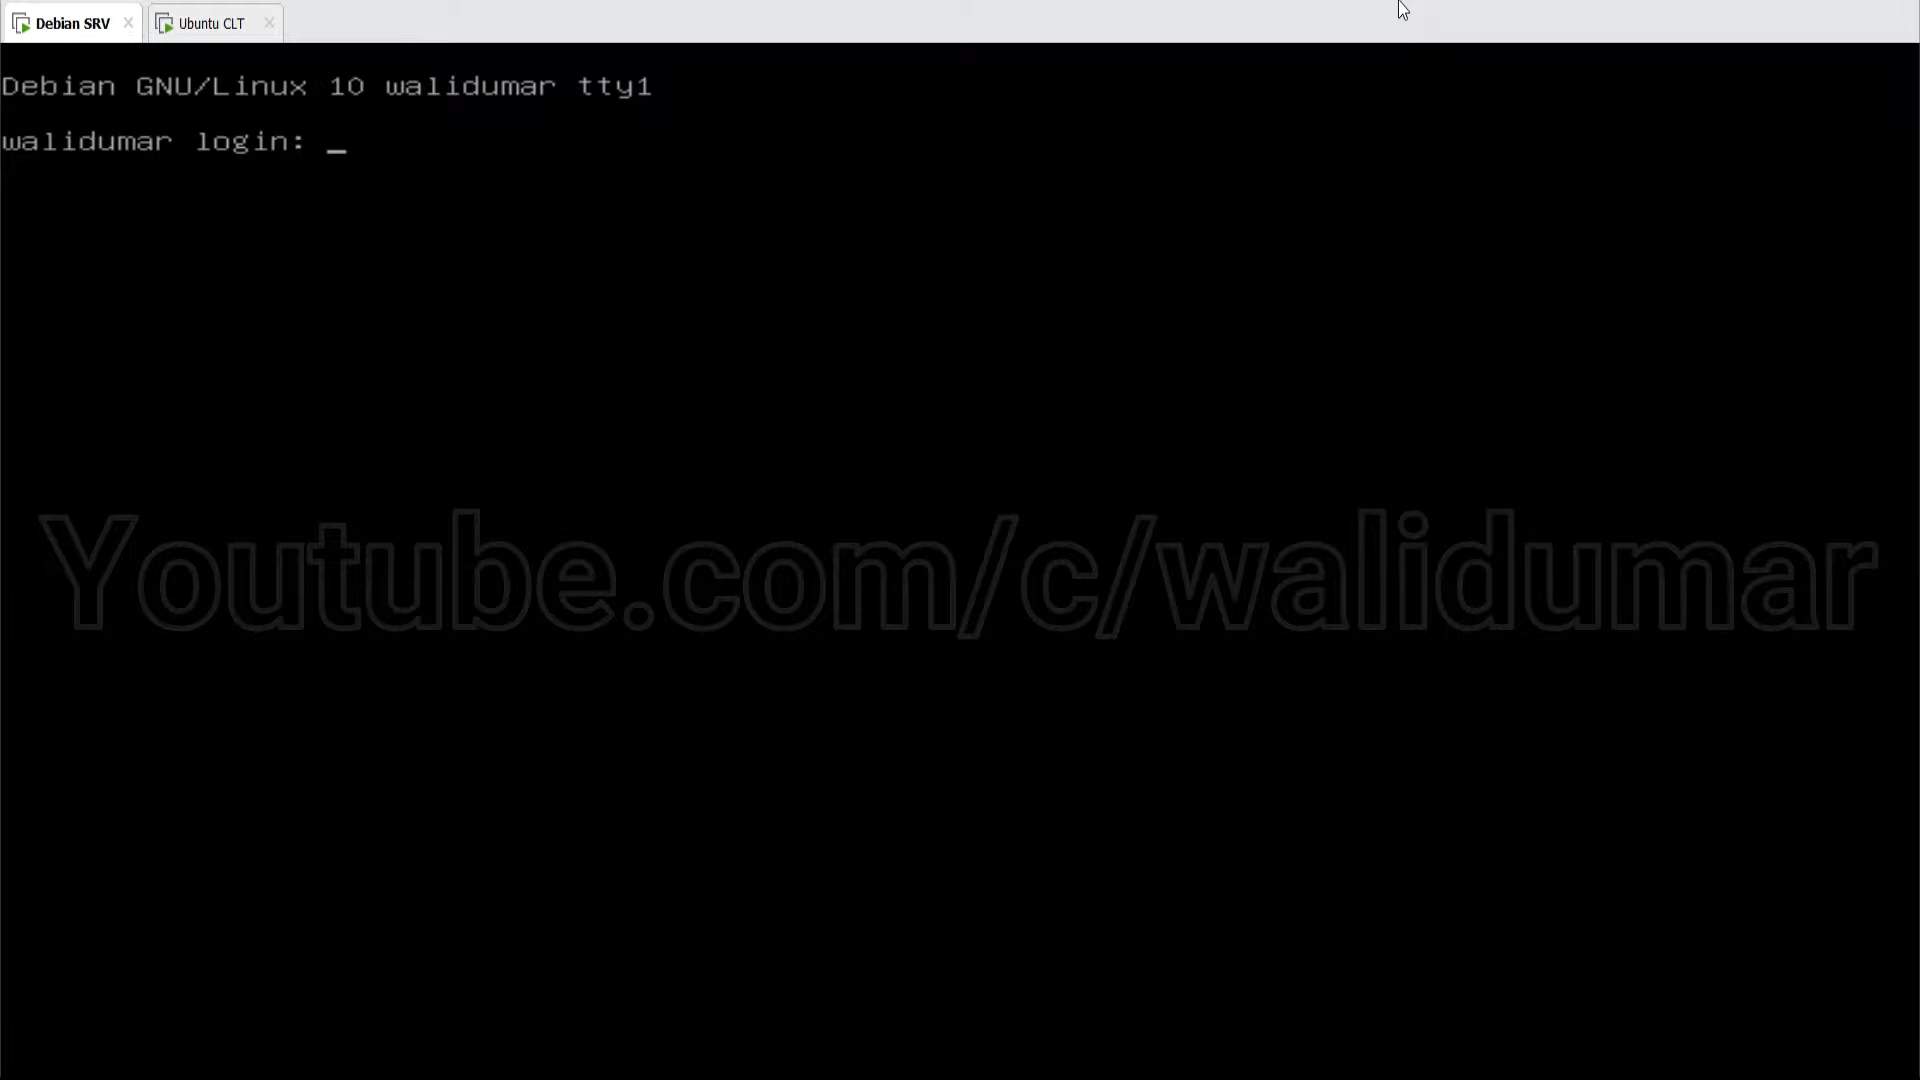 Debian SRV
Ubuntu CLT
Debian GNU/Linux 10 walidumar tty1
walidumar login: _
Youtube.com/c/walidumar